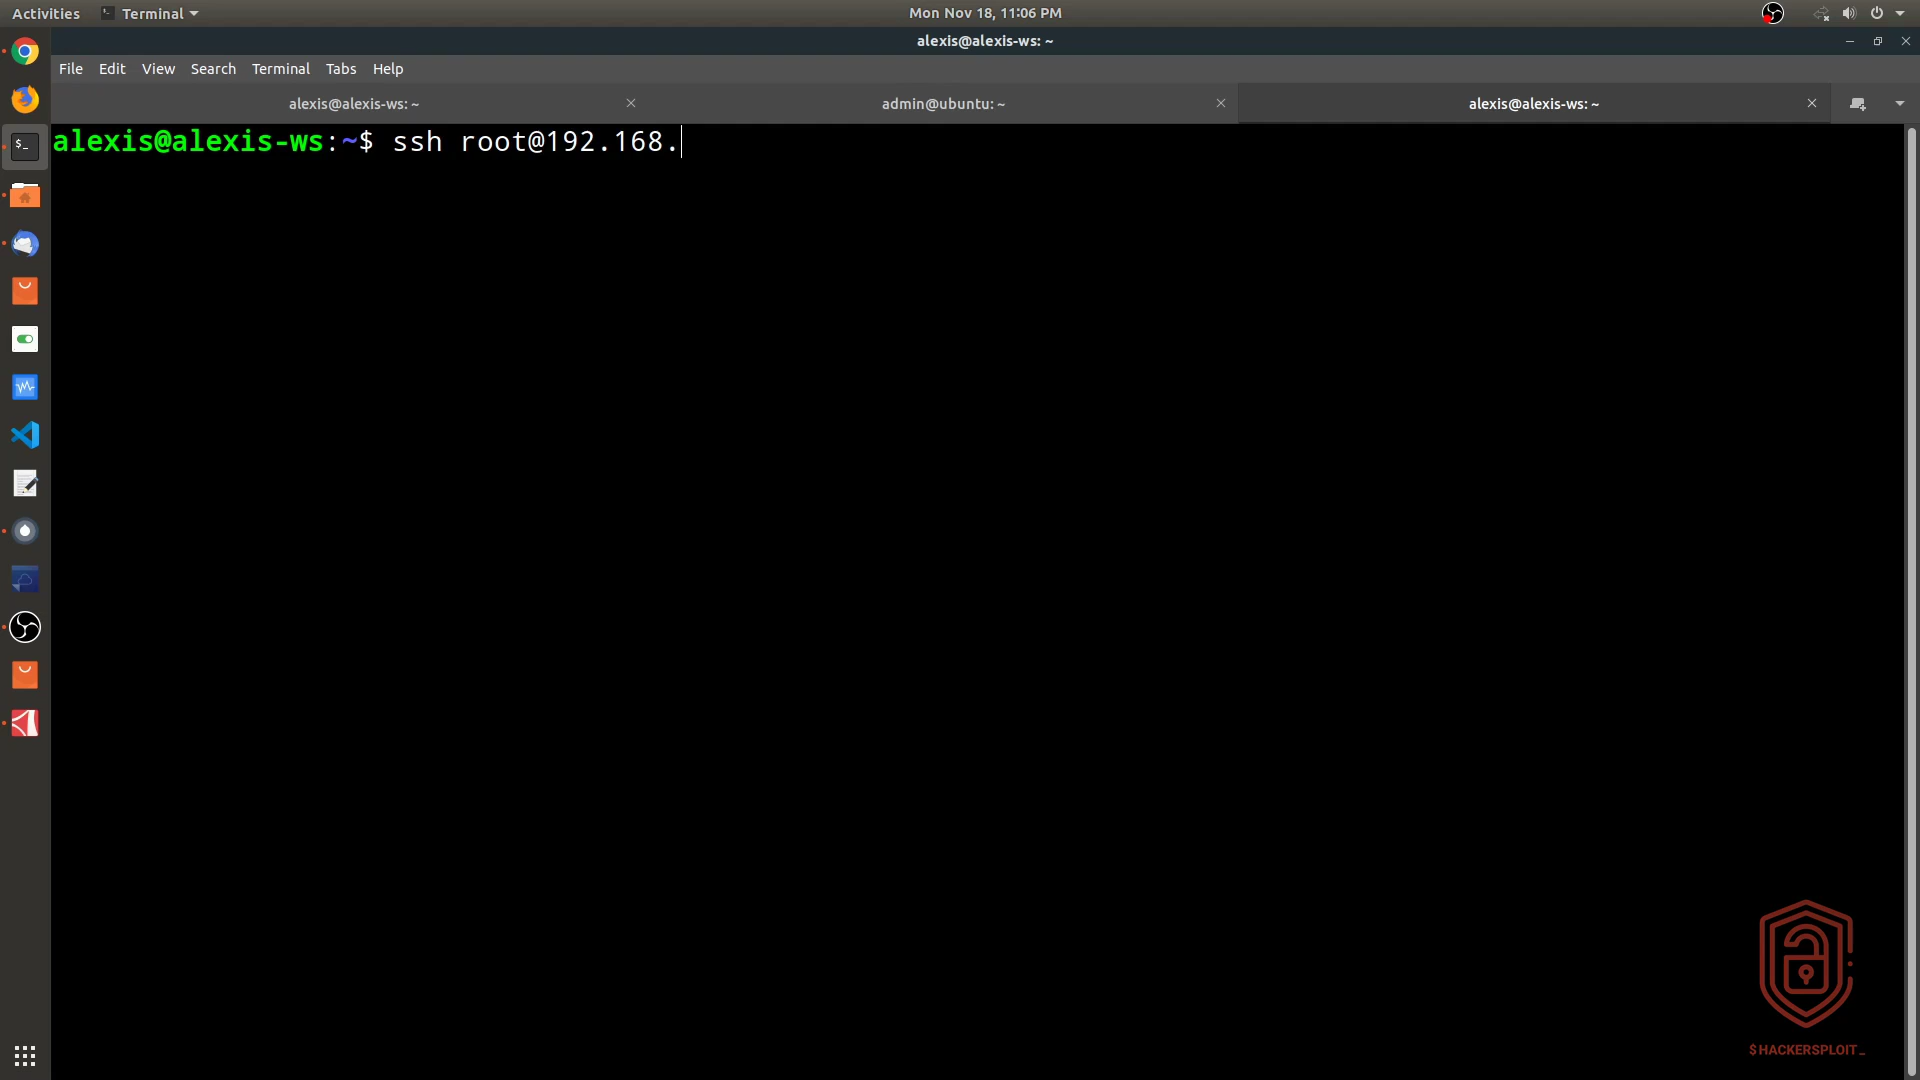 Activities Terminal Mon Nov 18, 11:06 PM
alexis@alexis-ws: ~
File Edit View Search Terminal Tabs Help
alexis@alexis-ws: ~ admin@ubuntu: ~ alexis@alexis-ws: ~
alexis@alexis-ws:~$ ssh root@192.168.
$HACKERSPLOIT_